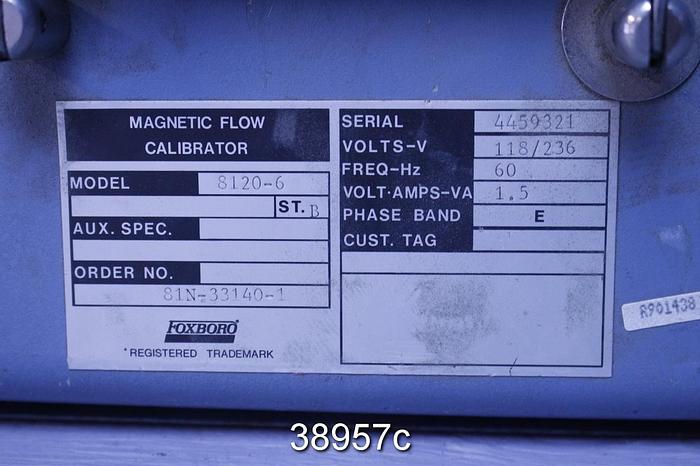 MAGNETIC FLOW
CALIBRATOR
MODEL 8120-6
ST. B
AUX. SPEC.
ORDER NO.
81N-33140-1
FOXBORO®
*REGISTERED TRADEMARK
SERIAL 4459321
VOLTS-V 118/236
FREQ-Hz 60
VOLT·AMPS-VA 1.5
PHASE BAND E
CUST. TAG
R901438
38957c